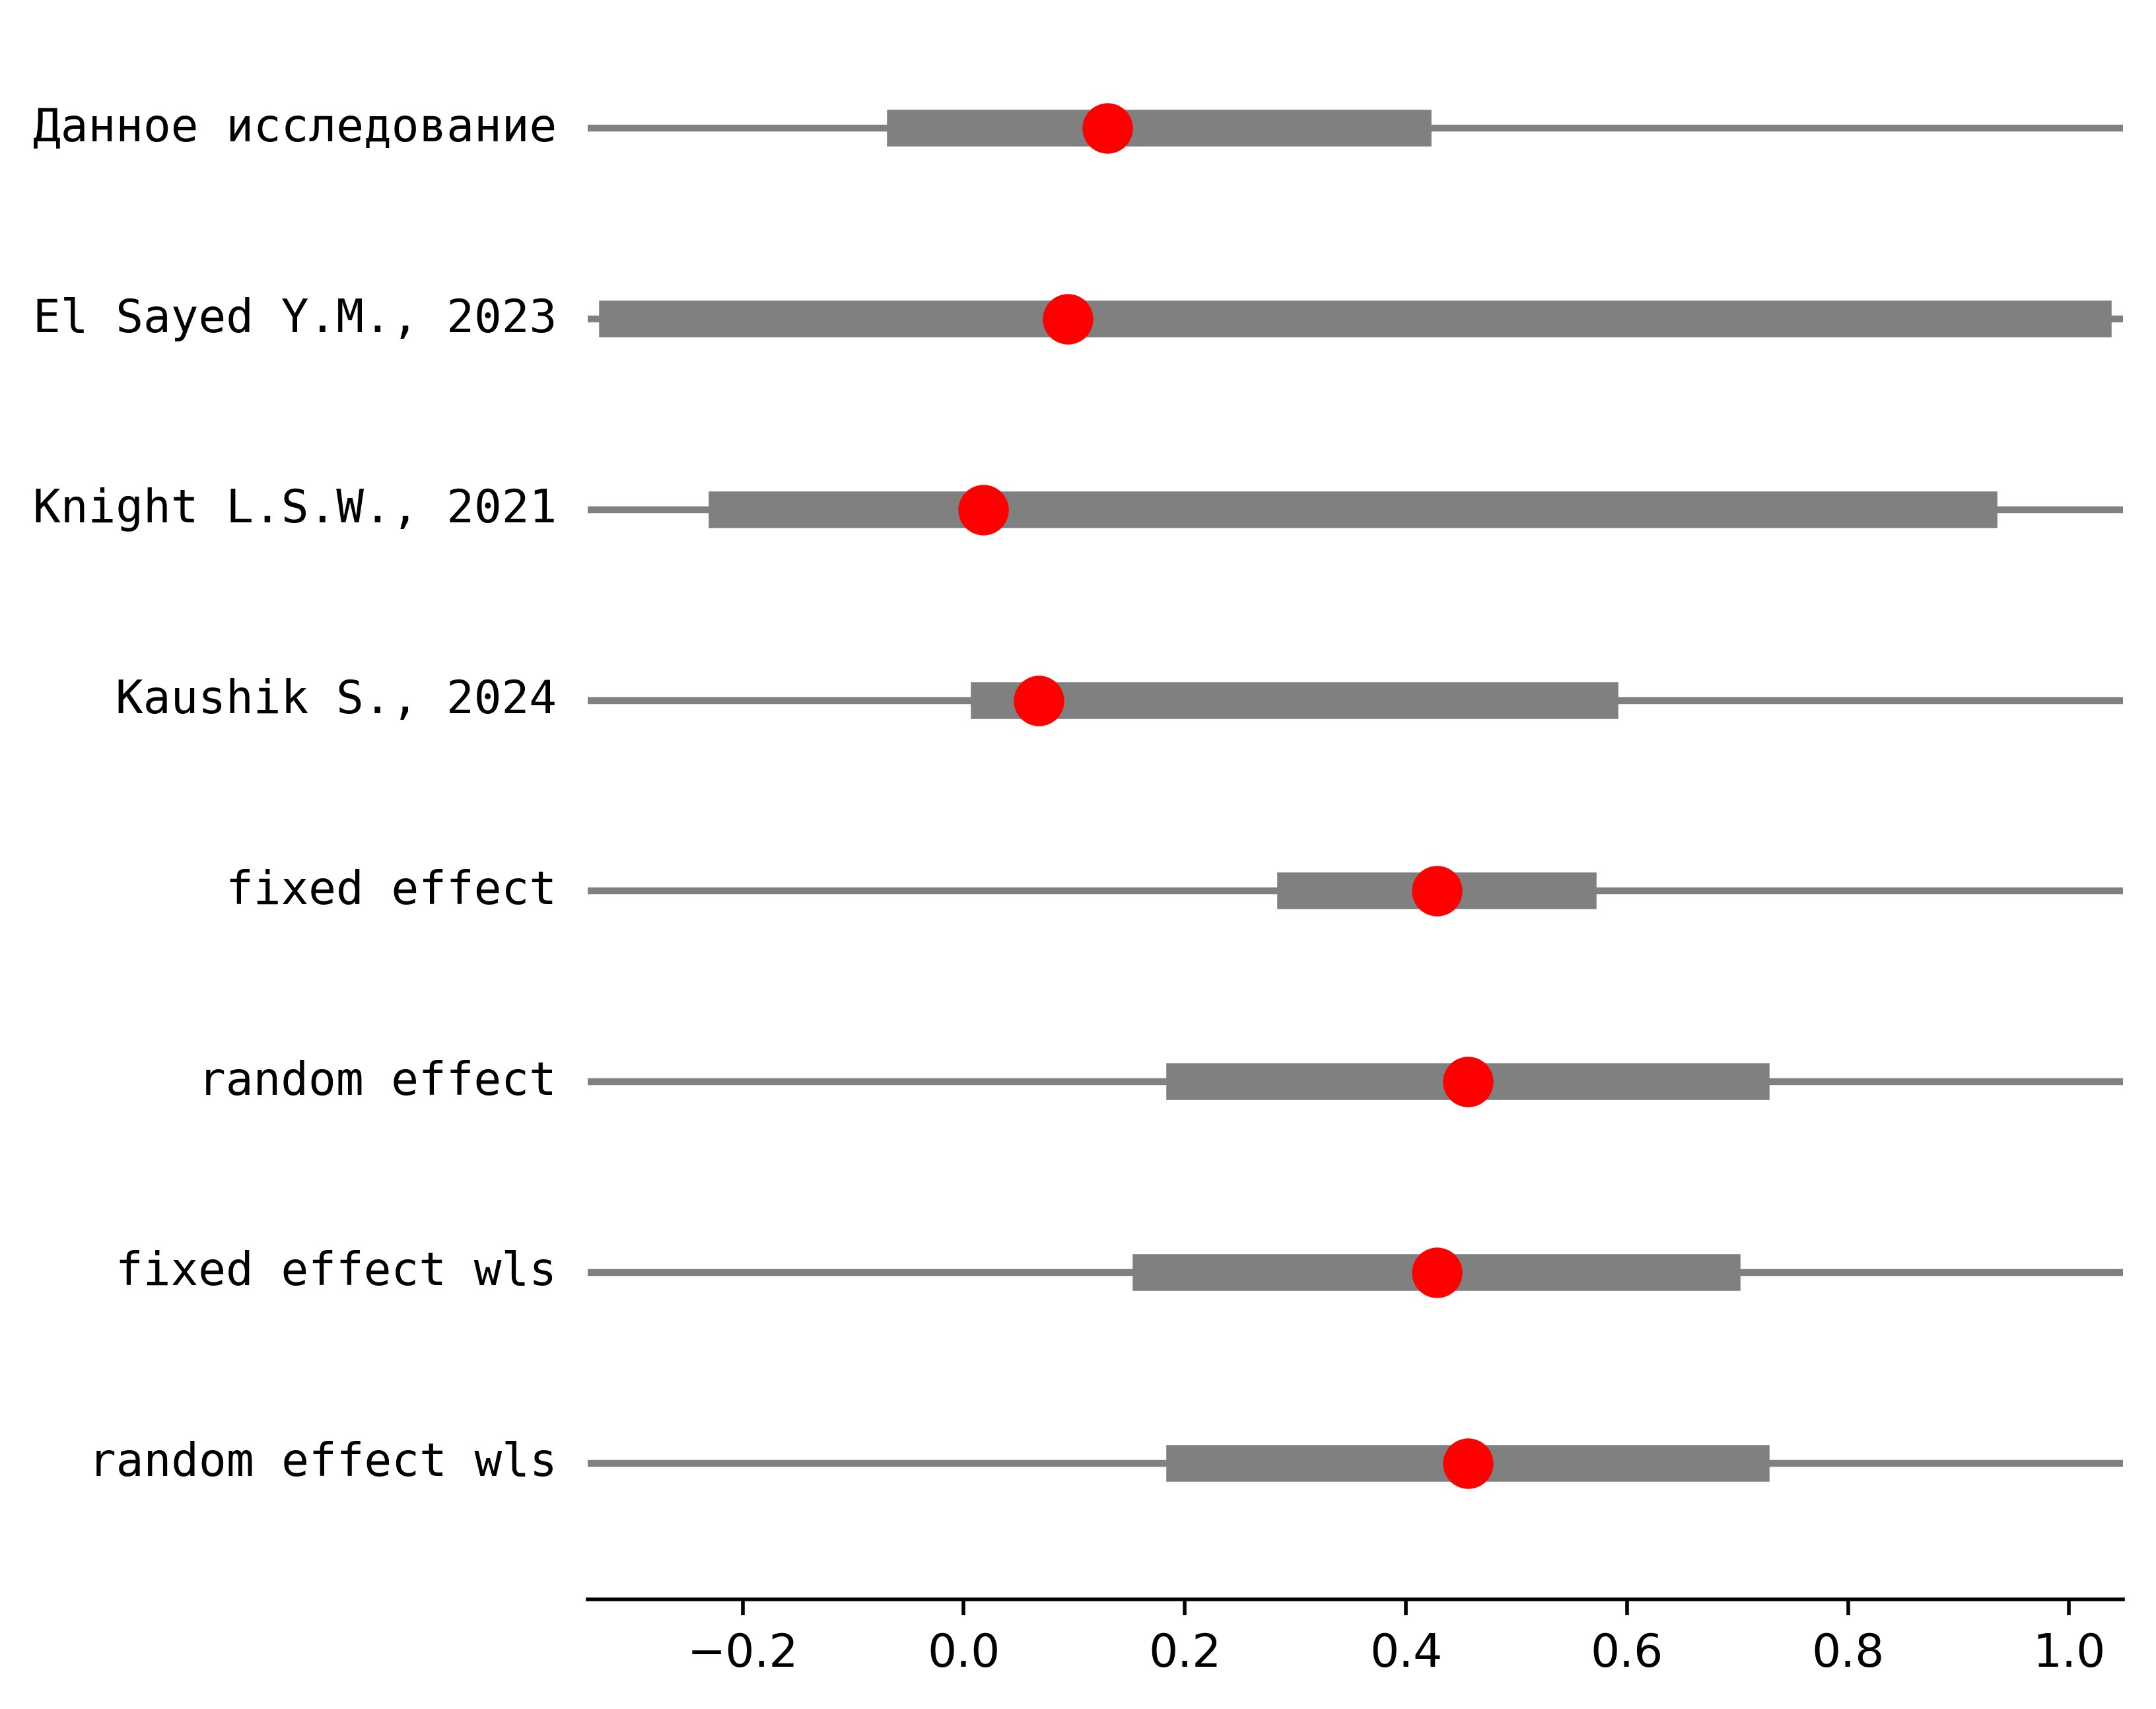 Данное исследование
El Sayed Y.M., 2023
Knight L.S.W., 2021
Kaushik S., 2024
fixed effect
random effect
fixed effect wls
random effect wls
−0.2 0.0 0.2 0.4 0.6 0.8 1.0